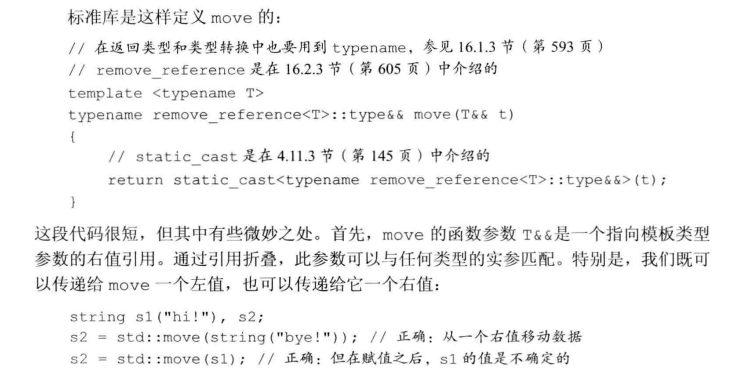 标准库是这样定义 move 的：
// 在返回类型和类型转换中也要用到 typename，参见 16.1.3 节（第 593 页）
// remove_reference 是在 16.2.3 节（第 605 页）中介绍的
template <typename T>
typename remove_reference<T>::type&& move(T&& t)
{
// static_cast 是在 4.11.3 节（第 145 页）中介绍的
return static_cast<typename remove_reference<T>::type&&>(t);
}
这段代码很短，但其中有些微妙之处。首先，move 的函数参数 T&&是一个指向模板类型
参数的右值引用。通过引用折叠，此参数可以与任何类型的实参匹配。特别是，我们既可
以传递给 move 一个左值，也可以传递给它一个右值：
string s1("hi!"), s2;
s2 = std::move(string("bye!")); // 正确：从一个右值移动数据
s2 = std::move(s1); // 正确：但在赋值之后，s1 的值是不确定的